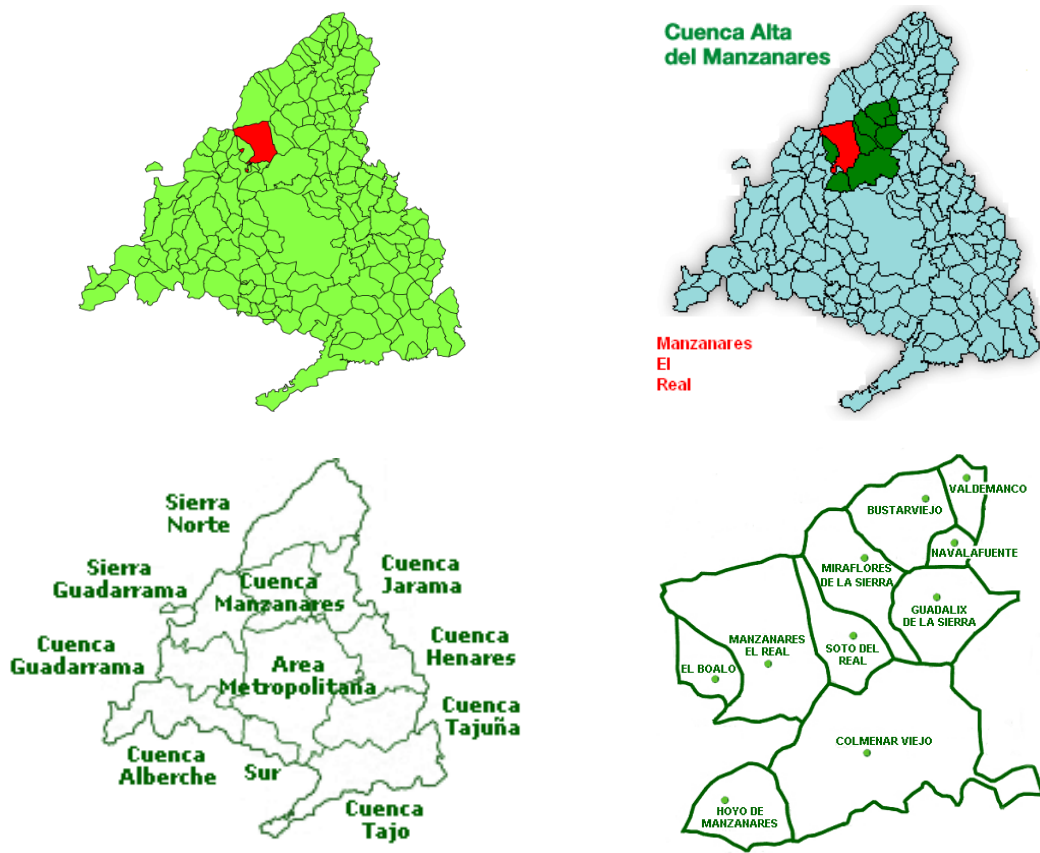 Cuenca Alta
del Manzanares
Manzanares
El
Real
Sierra
Norte
Sierra
Guadarrama
Cuenca
Manzanares
Cuenca
Jarama
Cuenca
Guadarrama
Area
Metropolitana
Cuenca
Henares
Cuenca
Tajuña
Cuenca
Alberche
Sur
Cuenca
Tajo
VALDEMANCO
BUSTARVIEJO
NAVALAFUENTE
MIRAFLORES
DE LA SIERRA
GUADALIX
DE LA SIERRA
MANZANARES
EL REAL
SOTO DEL
REAL
EL BOALO
COLMENAR VIEJO
HOYO DE
MANZANARES